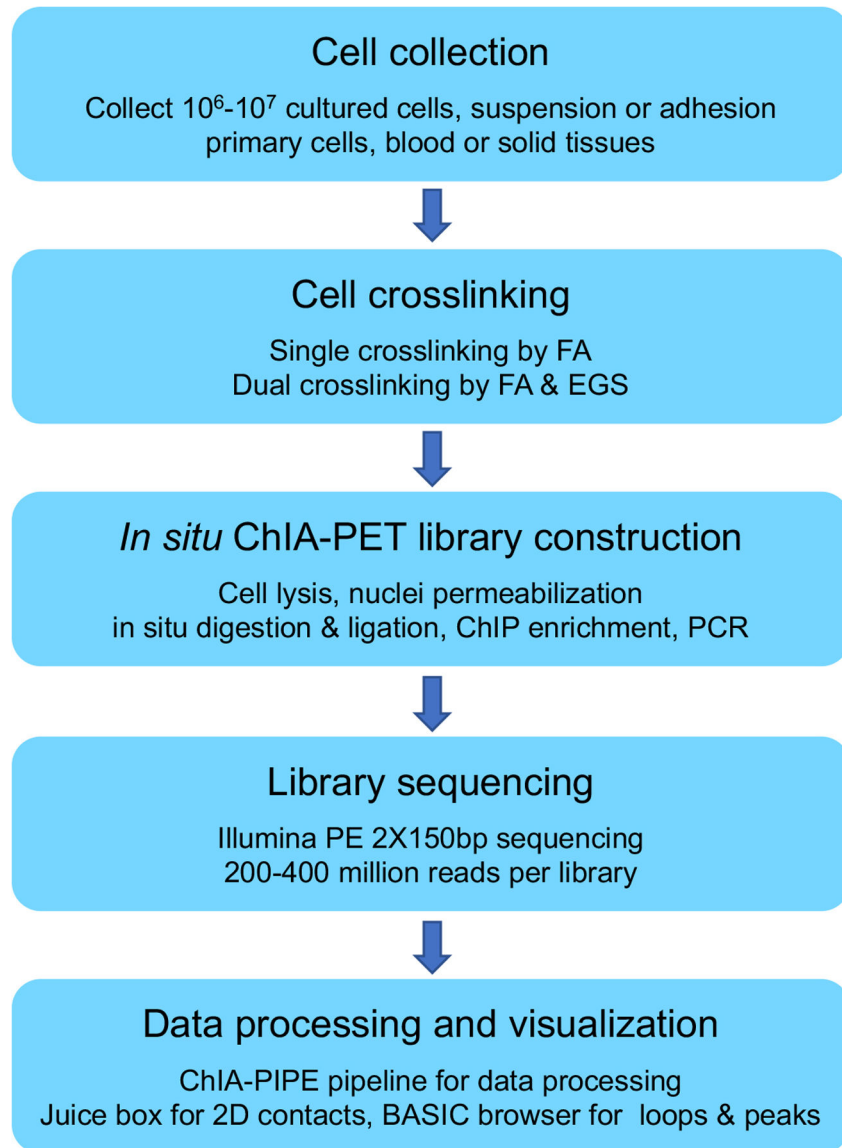 Cell collection
Collect 10⁶-10⁷ cultured cells, suspension or adhesion
primary cells, blood or solid tissues
Cell crosslinking
Single crosslinking by FA
Dual crosslinking by FA & EGS
In situ ChIA-PET library construction
Cell lysis, nuclei permeabilization
in situ digestion & ligation, ChIP enrichment, PCR
Library sequencing
Illumina PE 2X150bp sequencing
200-400 million reads per library
Data processing and visualization
ChIA-PIPE pipeline for data processing
Juice box for 2D contacts, BASIC browser for loops & peaks